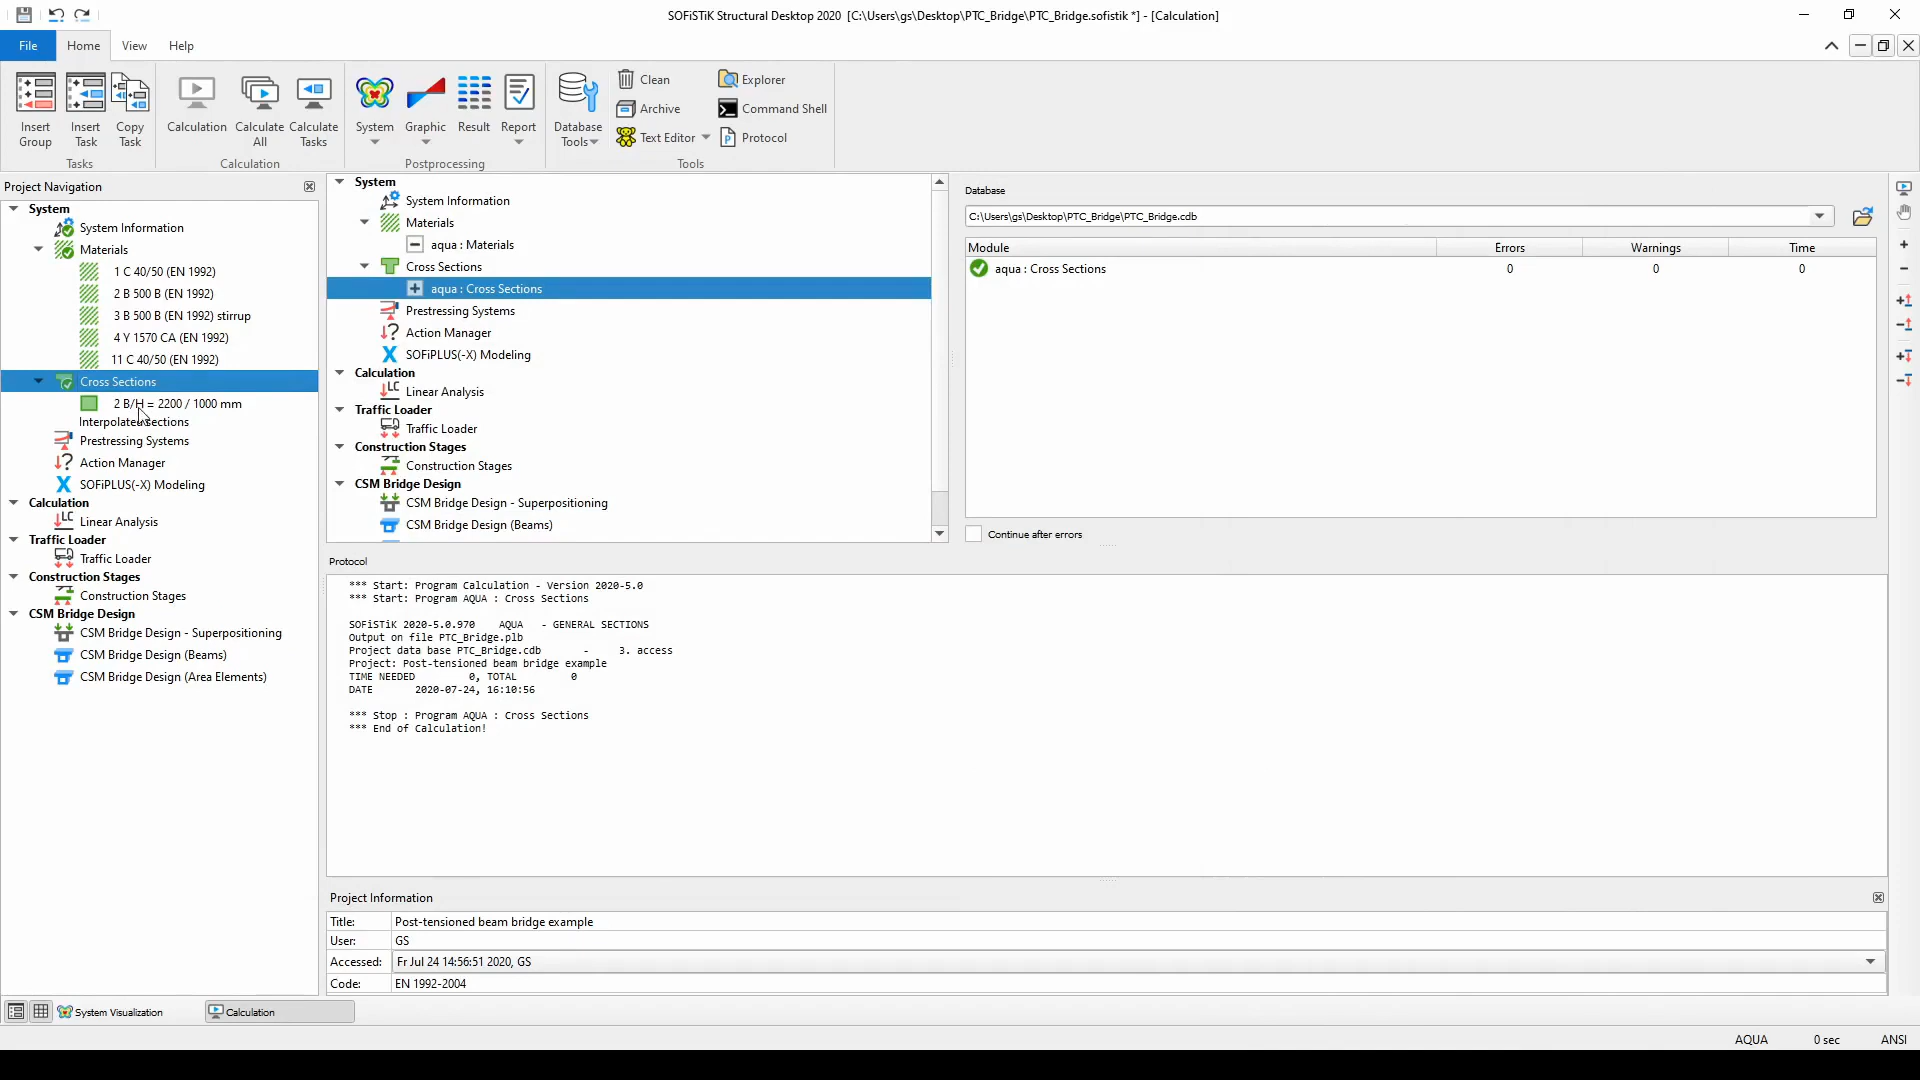 SOFiSTiK Structural Desktop 2020 [C:\Users\gs\Desktop\PTC_Bridge\PTC_Bridge.sofistik *] - [Calculation]
File Home View Help
Insert Group
Insert Task
Copy Task
Calculation
Calculate All
Calculate Tasks
System
Graphic
Result
Report
Database Tools
Clean
Archive
Text Editor
Explorer
Command Shell
Protocol
Tasks
Calculation
Postprocessing
Tools
Project Navigation
System
System Information
Materials
1 C 40/50 (EN 1992)
2 B 500 B (EN 1992)
3 B 500 B (EN 1992) stirrup
4 Y 1570 CA (EN 1992)
11 C 40/50 (EN 1992)
Cross Sections
2 B/H = 2200 / 1000 mm
Interpolated Sections
Prestressing Systems
Action Manager
SOFiPLUS(-X) Modeling
Calculation
Linear Analysis
Traffic Loader
Traffic Loader
Construction Stages
Construction Stages
CSM Bridge Design
CSM Bridge Design - Superpositioning
CSM Bridge Design (Beams)
CSM Bridge Design (Area Elements)
System
System Information
Materials
aqua : Materials
Cross Sections
aqua : Cross Sections
Prestressing Systems
Action Manager
SOFiPLUS(-X) Modeling
Calculation
Linear Analysis
Traffic Loader
Traffic Loader
Construction Stages
Construction Stages
CSM Bridge Design
CSM Bridge Design - Superpositioning
CSM Bridge Design (Beams)
Database
C:\Users\gs\Desktop\PTC_Bridge\PTC_Bridge.cdb
Module Errors Warnings Time
aqua : Cross Sections 0 0 0
Continue after errors
Protocol
*** Start: Program Calculation - Version 2020-5.0
*** Start: Program AQUA : Cross Sections
SOFiSTiK 2020-5.0.970 AQUA - GENERAL SECTIONS
Output on file PTC_Bridge.plb
Project data base PTC_Bridge.cdb - 3. access
Project: Post-tensioned beam bridge example
TIME NEEDED 0, TOTAL 0
DATE 2020-07-24, 16:10:56
*** Stop : Program AQUA : Cross Sections
*** End of Calculation!
Project Information
Title: Post-tensioned beam bridge example
User: GS
Accessed: Fr Jul 24 14:56:51 2020, GS
Code: EN 1992-2004
System Visualization
Calculation
AQUA 0 sec ANSI